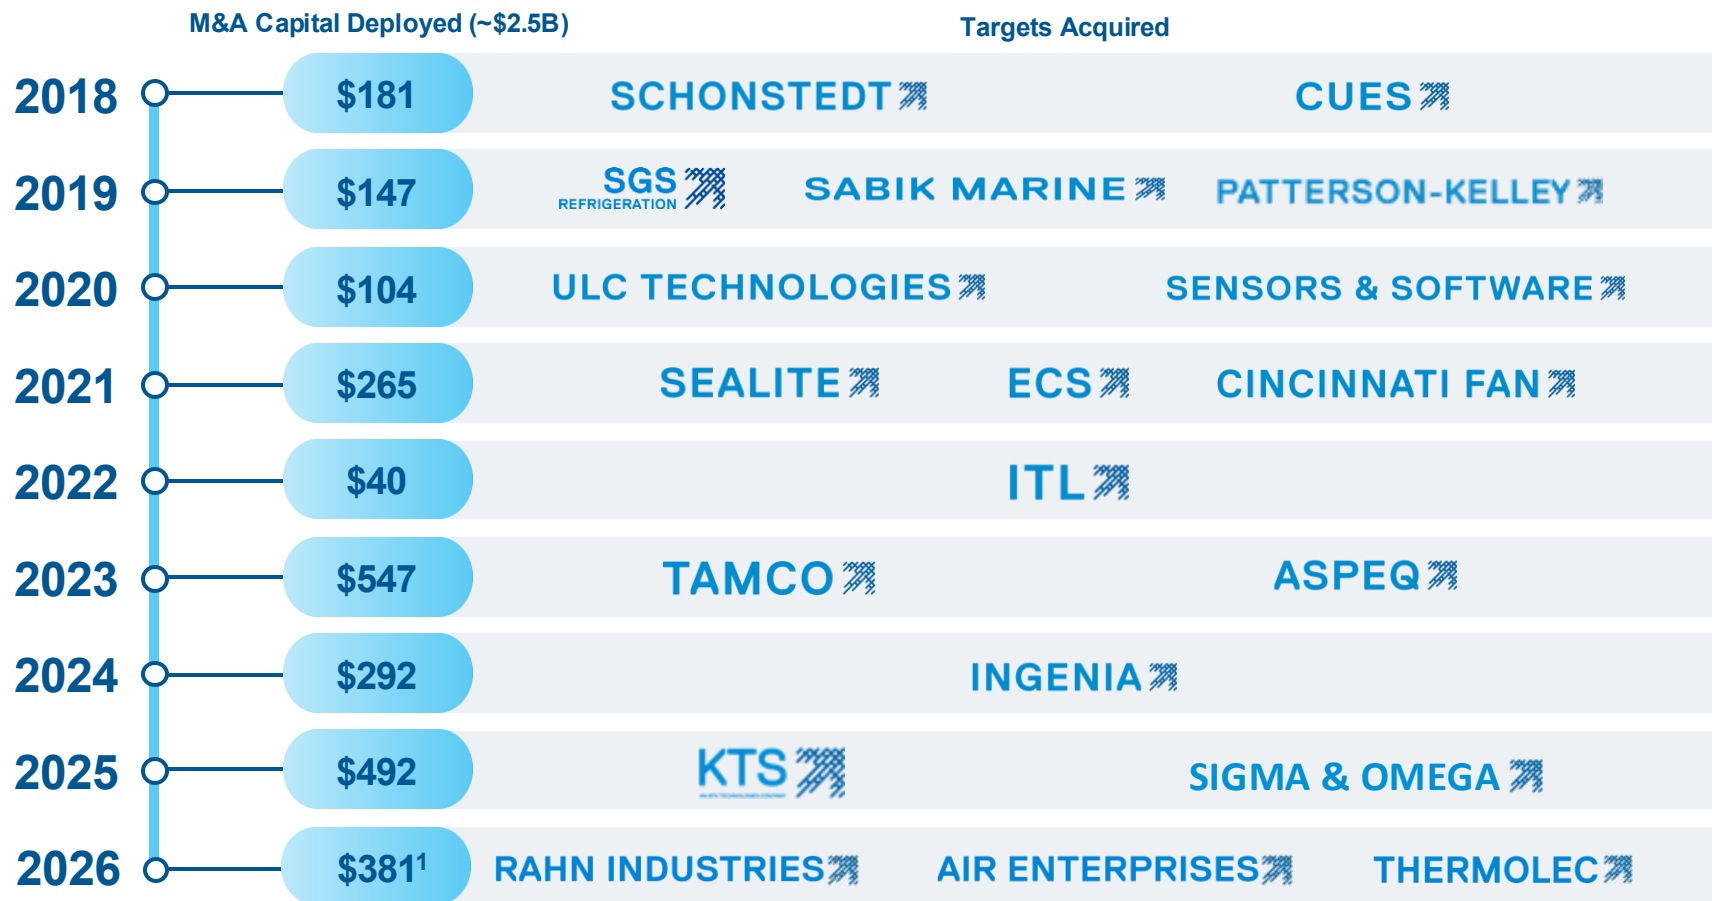 M&A Capital Deployed (~$2.5B)
Targets Acquired
2018
$181
SCHONSTEDT
CUES
2019
$147
SGS
REFRIGERATION
SABIK MARINE
PATTERSON-KELLEY
2020
$104
ULC TECHNOLOGIES
SENSORS & SOFTWARE
2021
$265
SEALITE
ECS
CINCINNATI FAN
2022
$40
ITL
2023
$547
TAMCO
ASPEQ
2024
$292
INGENIA
2025
$492
KTS
SIGMA & OMEGA
2026
$381¹
RAHN INDUSTRIES
AIR ENTERPRISES
THERMOLEC